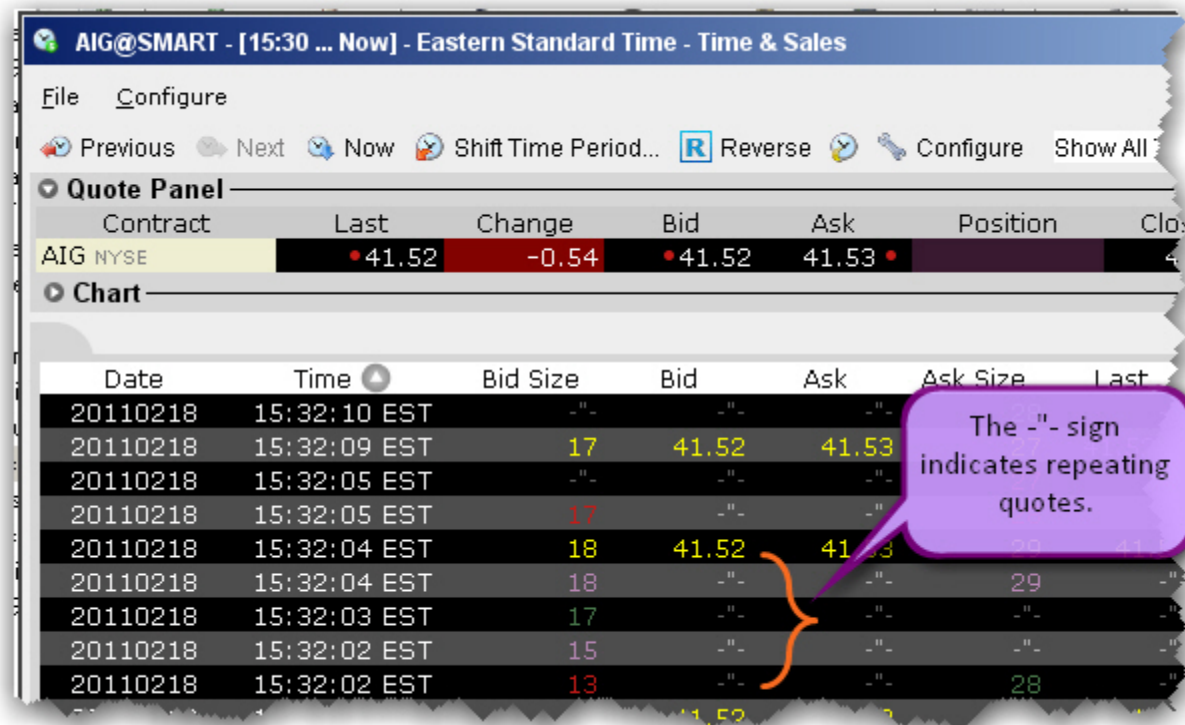 AIG@SMART - [15:30 ... Now] - Eastern Standard Time - Time & Sales
File Configure
Previous Next Now Shift Time Period... R Reverse Configure Show All
Quote Panel
Contract Last Change Bid Ask Position
AIG NYSE 41.52 -0.54 41.52 41.53
Chart
Date Time Bid Size Bid Ask Ask Size Last
20110218 15:32:10 EST -"- -"- -"-
20110218 15:32:09 EST 17 41.52 41.53
20110218 15:32:05 EST -"- -"- -"-
20110218 15:32:05 EST 17 -"- -"-
20110218 15:32:04 EST 18 41.52 41.53 29
20110218 15:32:04 EST 18 -"- -"- 29 -"-
20110218 15:32:03 EST 17 -"- -"- -"- -"-
20110218 15:32:02 EST 15 -"- -"- -"- -"-
20110218 15:32:02 EST 13 -"- -"- 28 -"-
The -"- sign
indicates repeating
quotes.